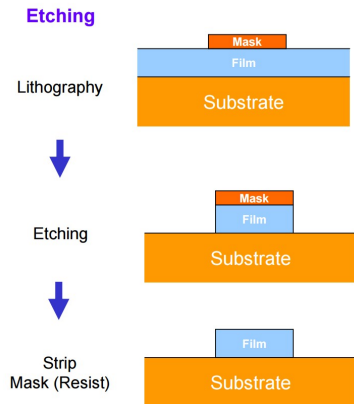 Etching
Mask
Film
Lithography
Substrate
Mask
Film
Etching
Substrate
Film
Strip
Mask (Resist)
Substrate